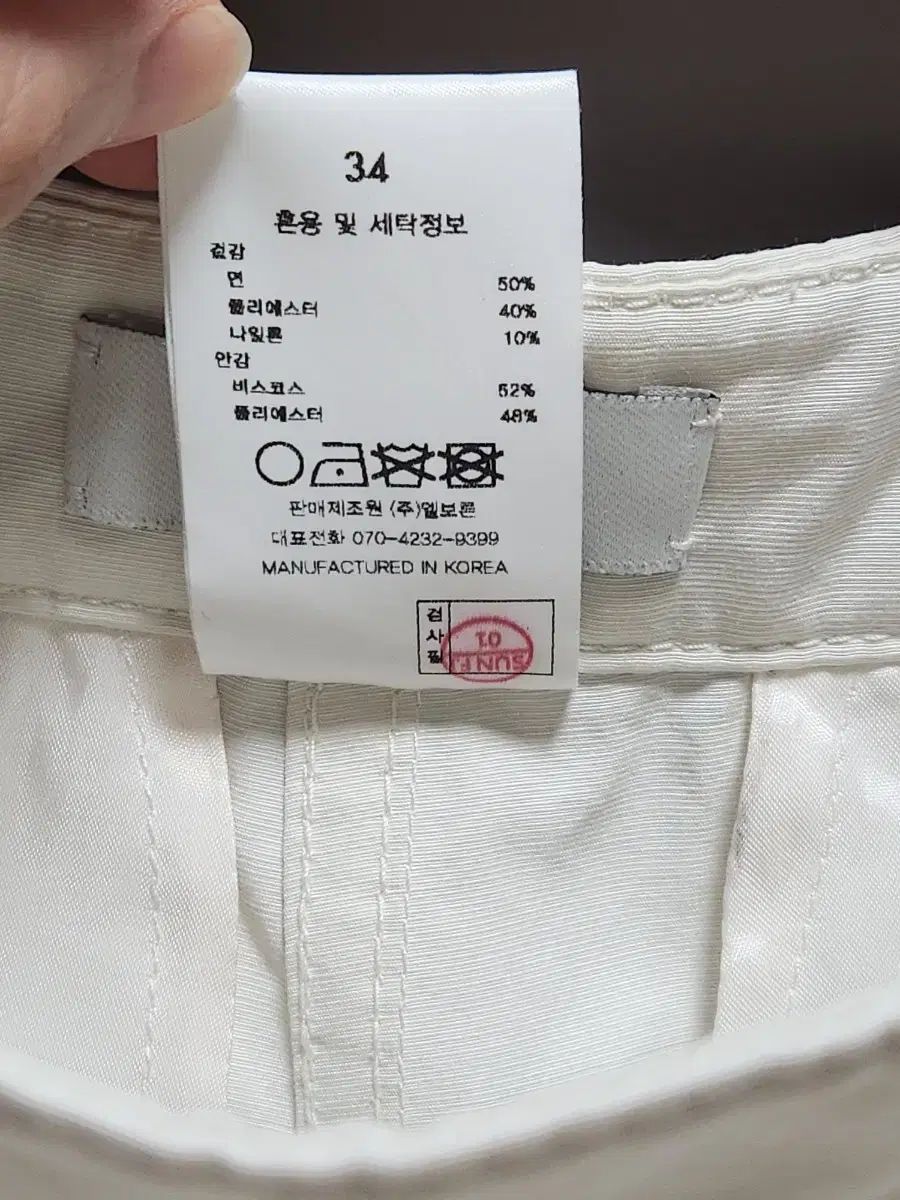 34
혼용 및 세탁정보
겉감
면 50%
폴리에스터 40%
나일론 10%
안감
비스코스 52%
폴리에스터 48%
판매제조원 (주)엘보른
대표전화 070-4232-9399
MANUFACTURED IN KOREA
검
사
필
01